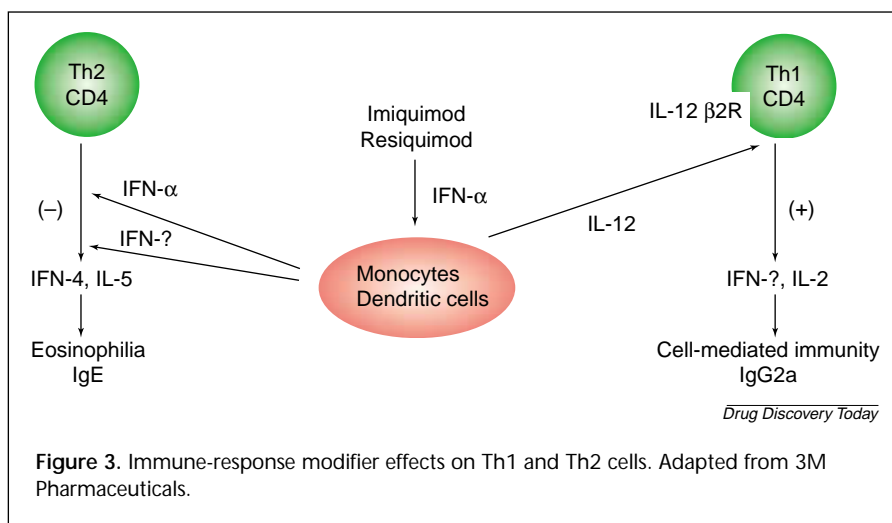 Th2
CD4
Imiquimod
Resiquimod
Th1
CD4
IL-12 β2R
IFN-α
(–)
IFN-?
IFN-α
IL-12
(+)
IFN-4, IL-5
Monocytes
Dendritic cells
IFN-?, IL-2
Eosinophilia
IgE
Cell-mediated immunity
IgG2a
Drug Discovery Today
Figure 3. Immune-response modifier effects on Th1 and Th2 cells. Adapted from 3M
Pharmaceuticals.